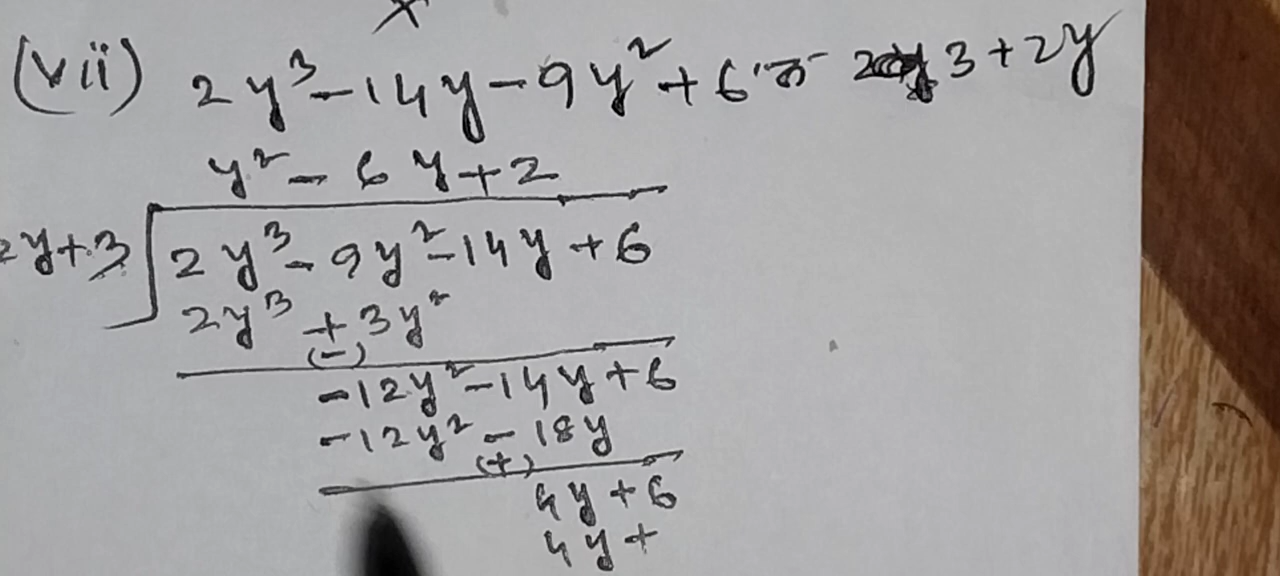 (vii) 2y³-14y-9y²+6 কে 3+2y
y²-6y+2
2y+3 2y³-9y²-14y+6
2y³+3y²
(-)
-12y²-14y+6
-12y²-18y
(+)
4y+6
4y+